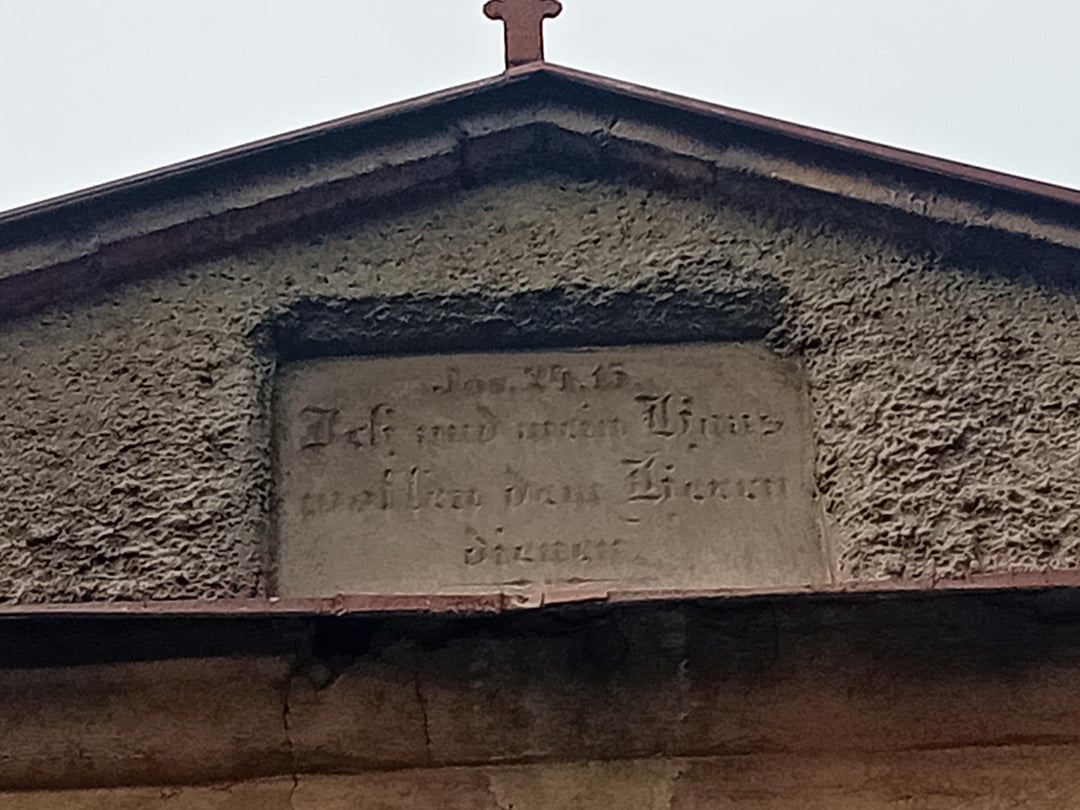 Jos. 24. 15.
Ich und mein Haus
wollen dem Herrn
dienen